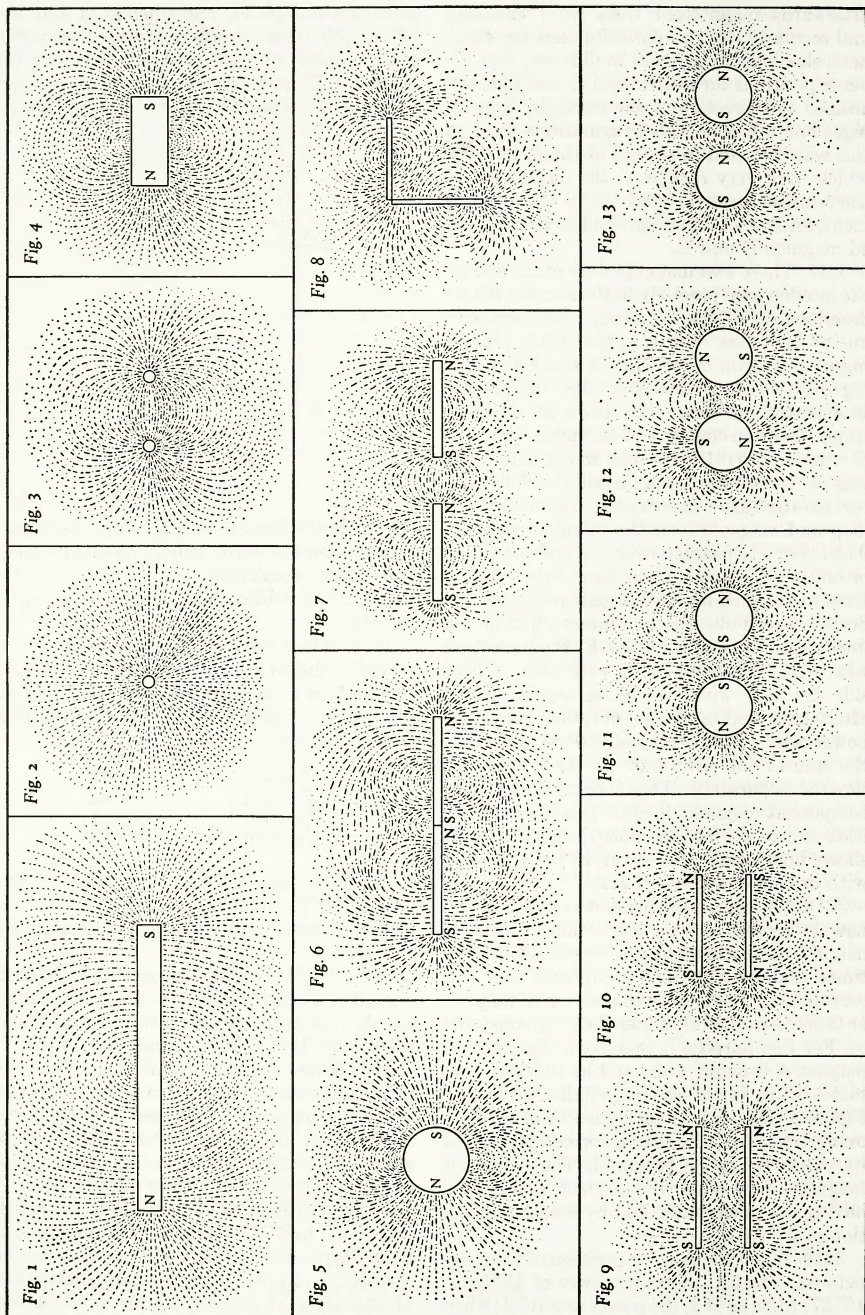 Fig. 1
N S
Fig. 2
Fig. 3
Fig. 4
N S
Fig. 5
N S
Fig. 6
S N S N
Fig. 7
S N S N
Fig. 8
Fig. 9
S N
S N
Fig. 10
S N
N S
Fig. 11
N S S N
Fig. 12
S N
N S
Fig. 13
S S S N